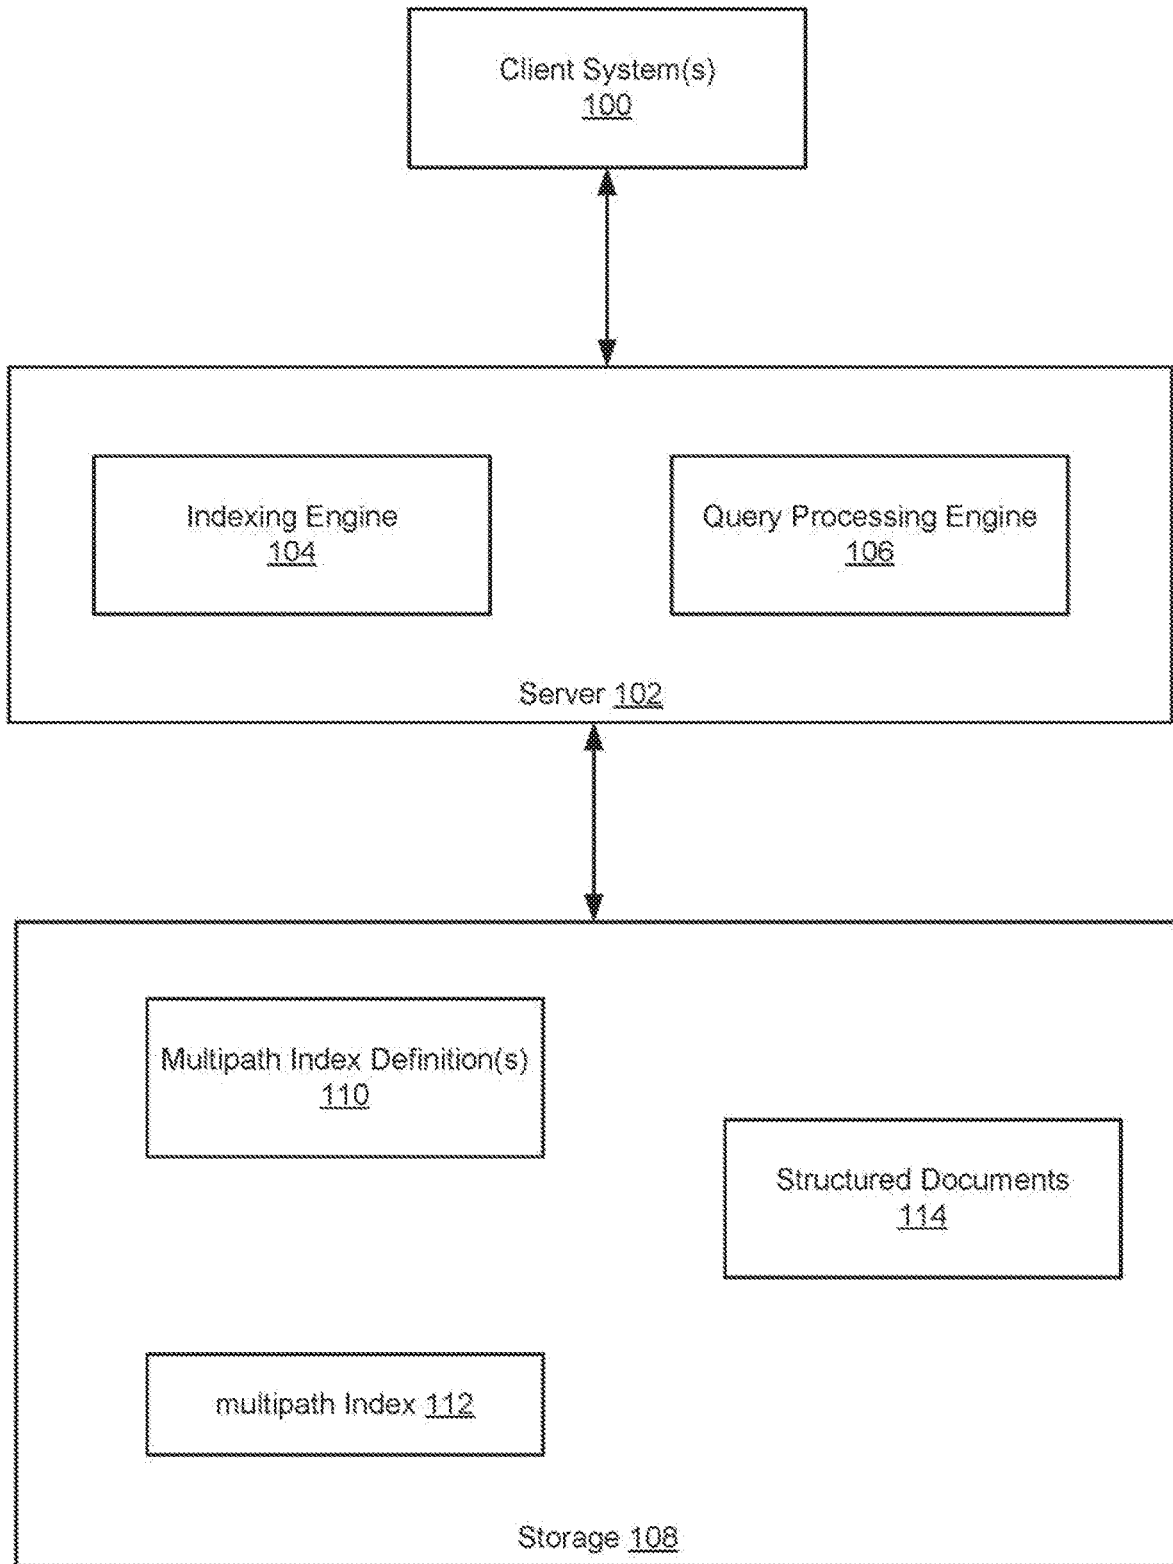 Client System(s)
100
Indexing Engine
104
Query Processing Engine
106
Server 102
Multipath Index Definition(s)
110
Structured Documents
114
multipath Index 112
Storage 108